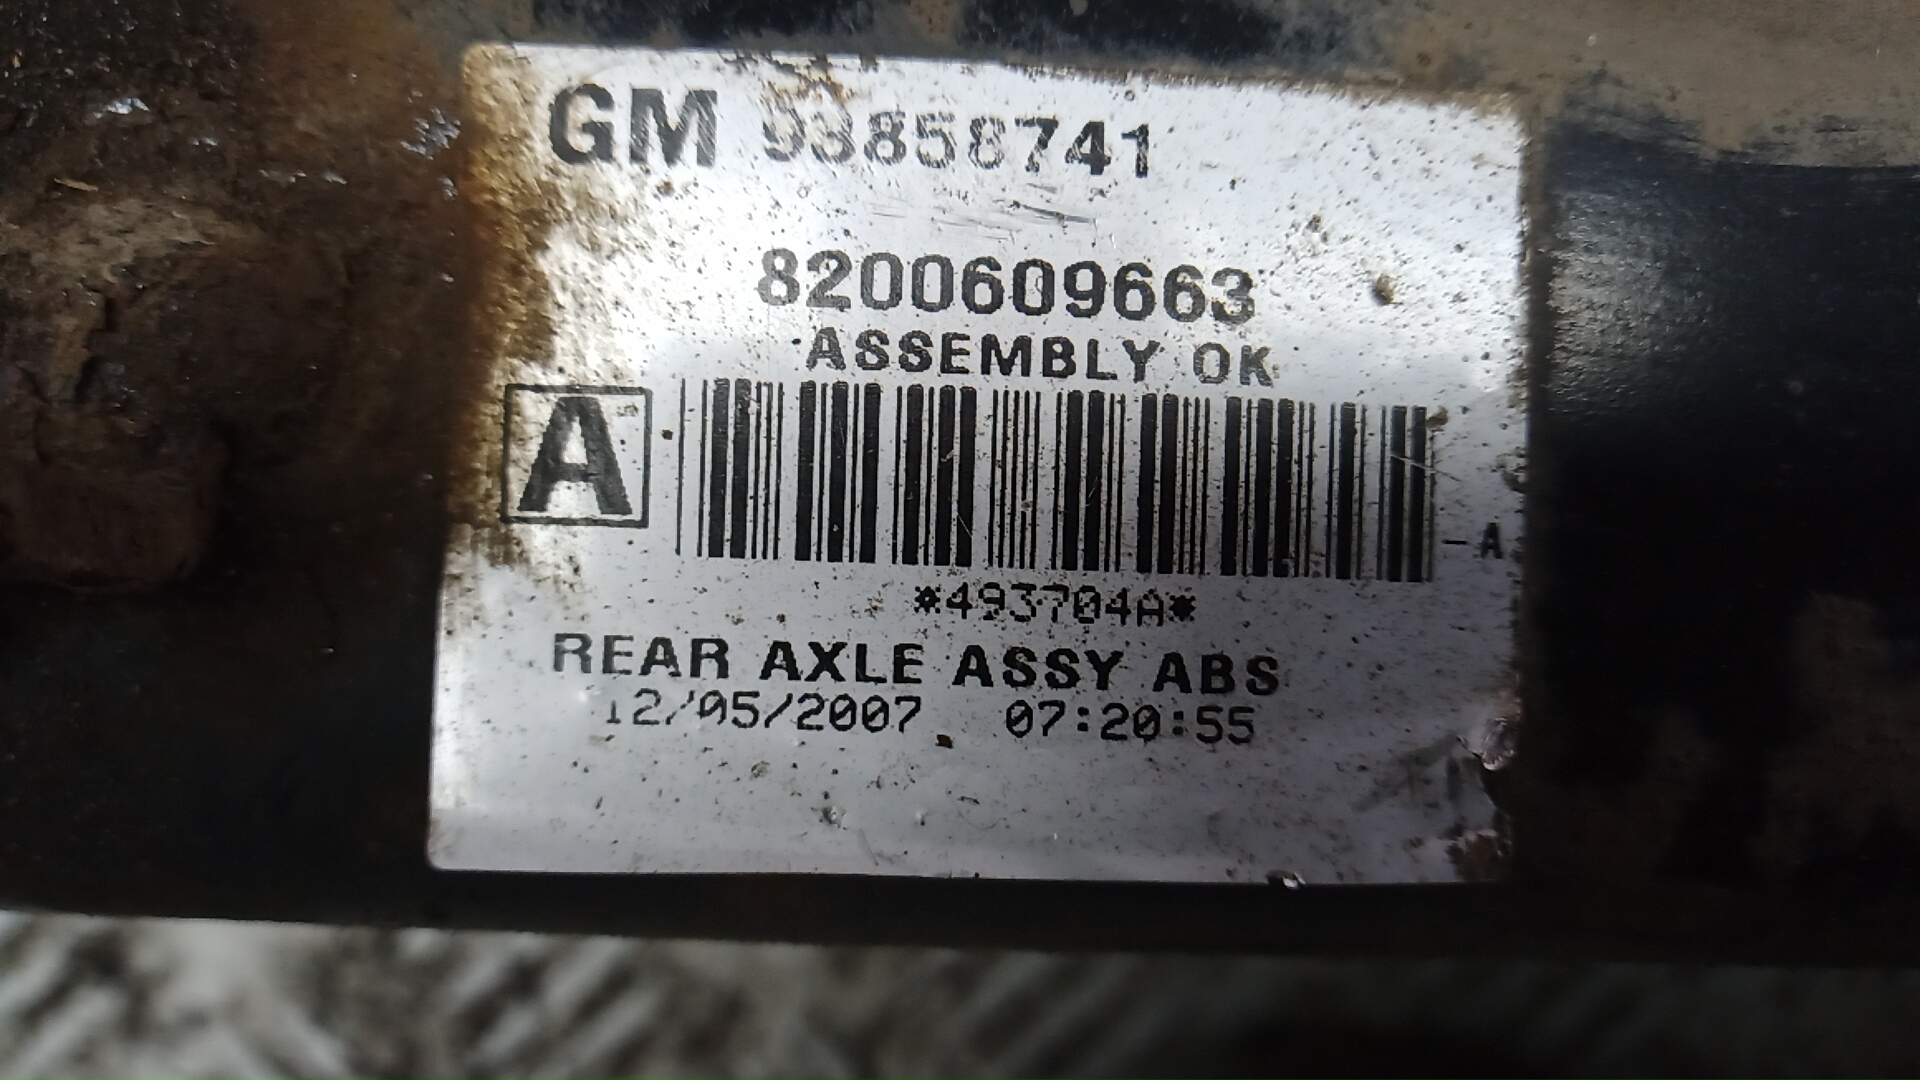 GM 93858741
8200609663
ASSEMBLY OK
A
-A
*493704A*
REAR AXLE ASSY ABS
12/05/2007 07:20:55